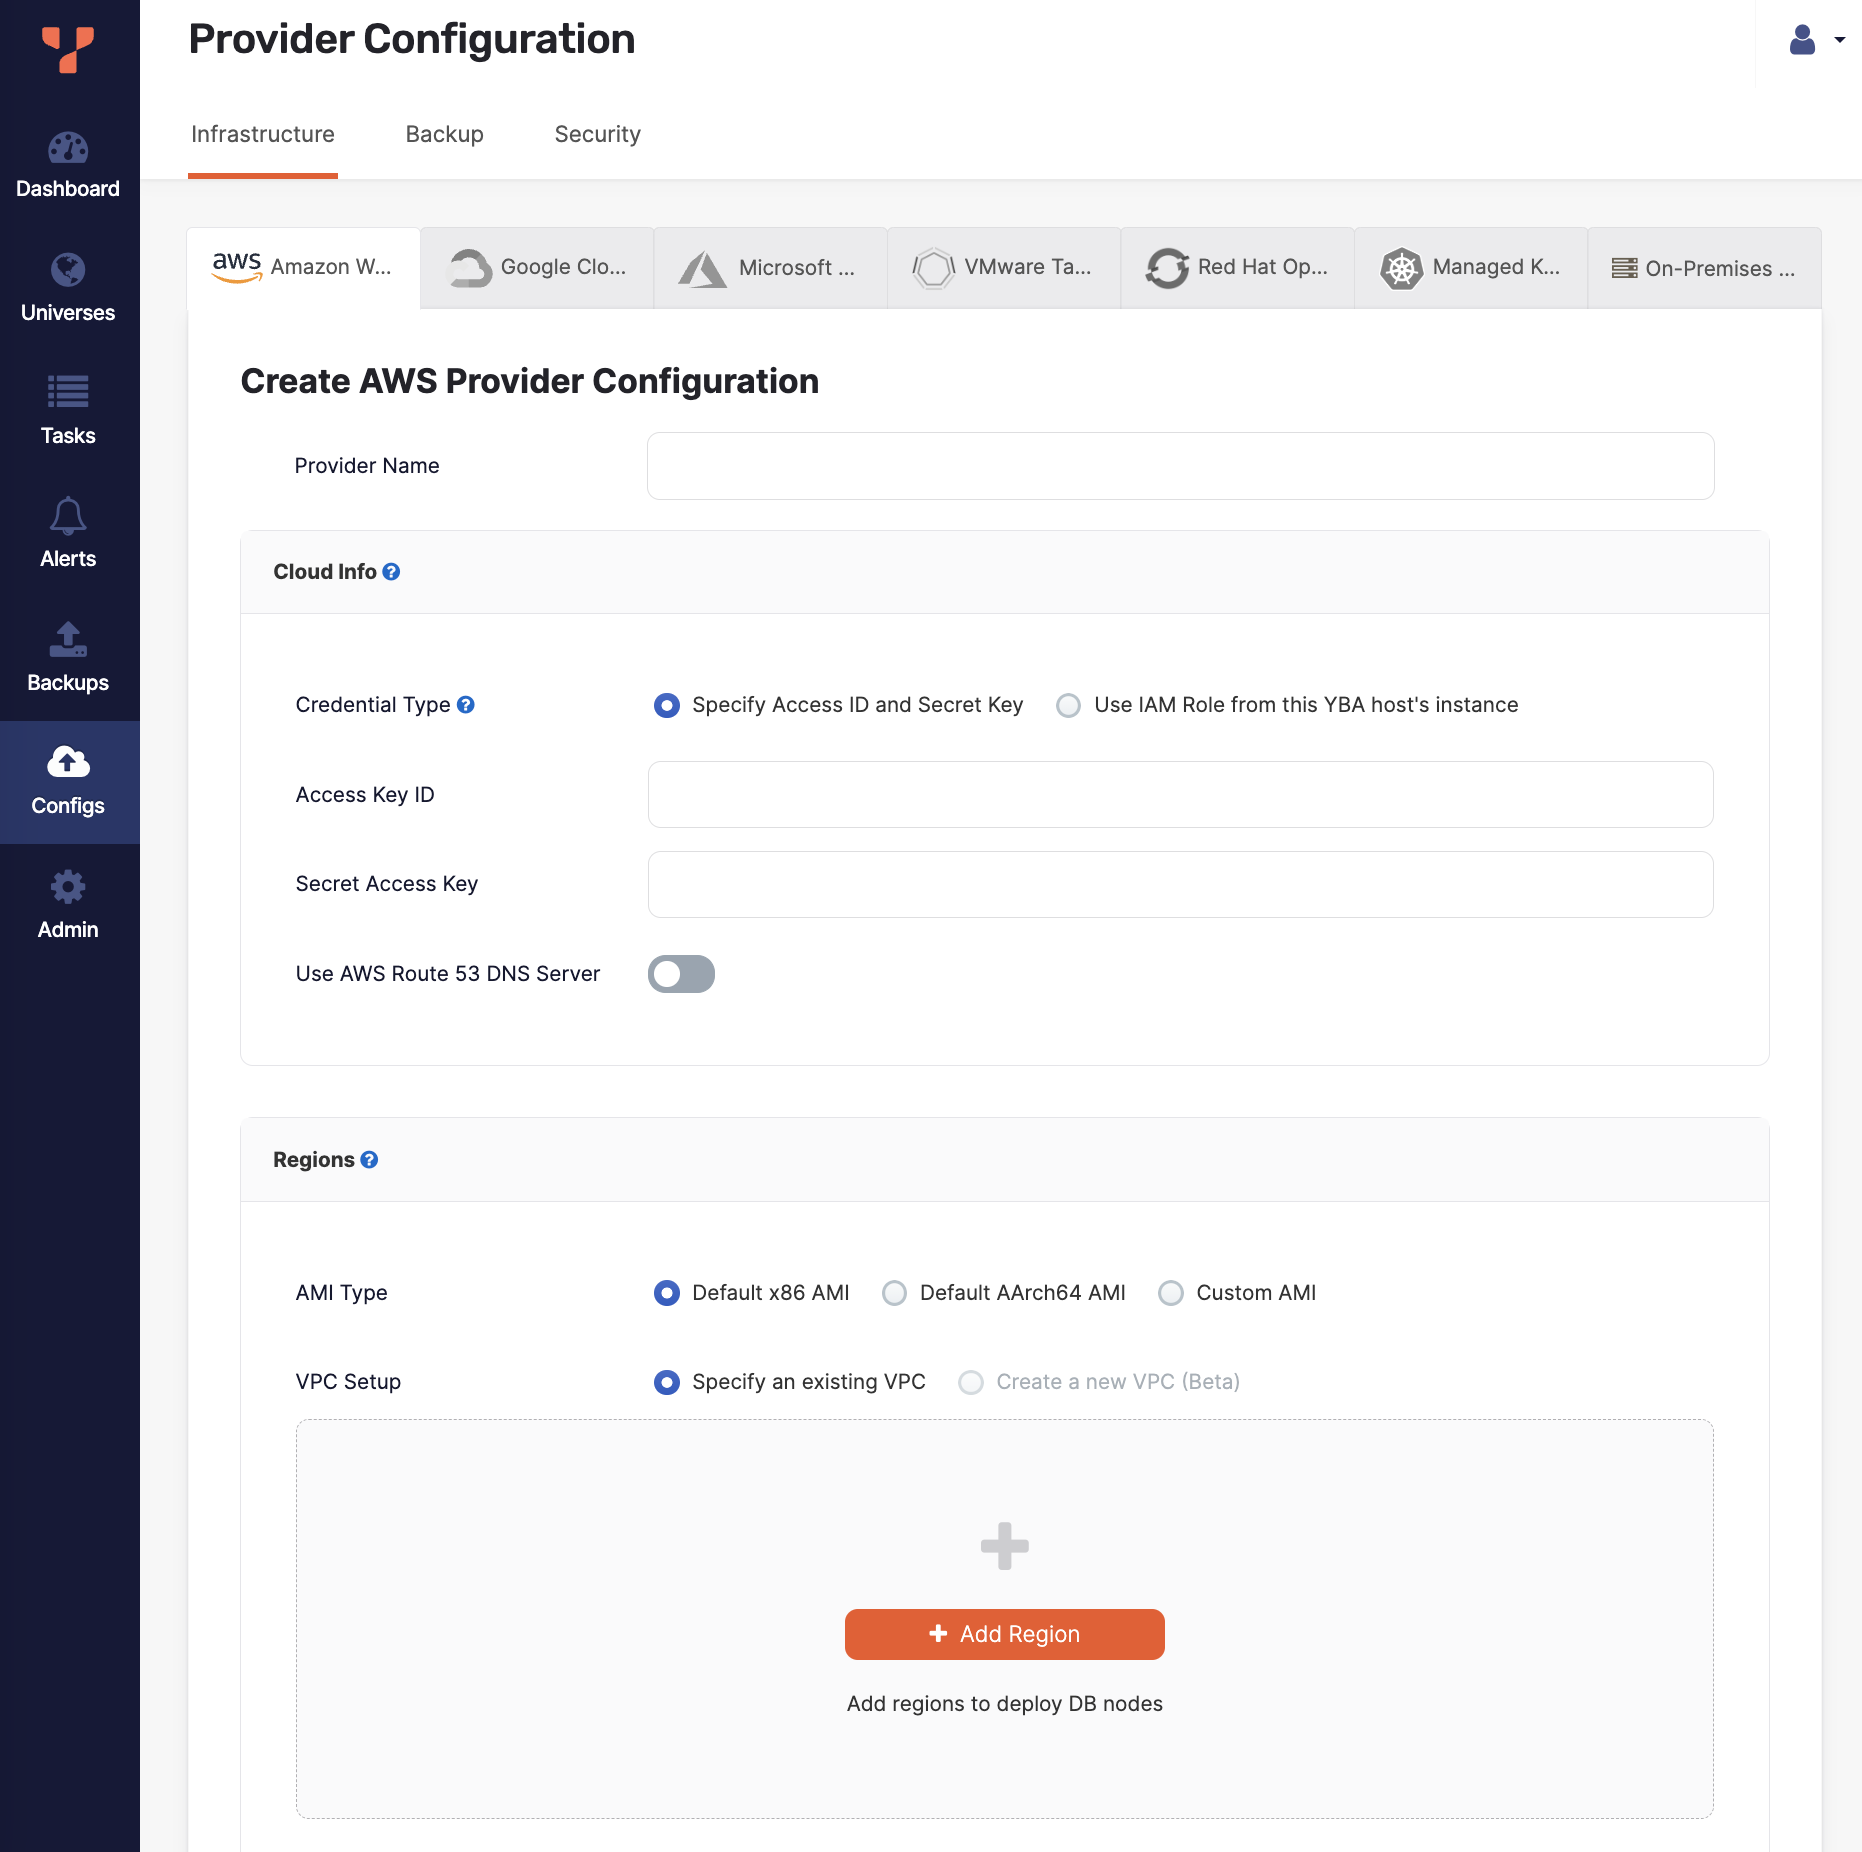 Provider Configuration
Infrastructure Backup Security
Dashboard
Universes
Tasks
Alerts
Backups
Configs
Admin
aws Amazon W... Google Clo... Microsoft ... VMware Ta... Red Hat Op... Managed K... On-Premises ...
Create AWS Provider Configuration
Provider Name
Cloud Info ?
Credential Type ? Specify Access ID and Secret Key Use IAM Role from this YBA host's instance
Access Key ID
Secret Access Key
Use AWS Route 53 DNS Server
Regions ?
AMI Type Default x86 AMI Default AArch64 AMI Custom AMI
VPC Setup Specify an existing VPC Create a new VPC (Beta)
+ Add Region
Add regions to deploy DB nodes